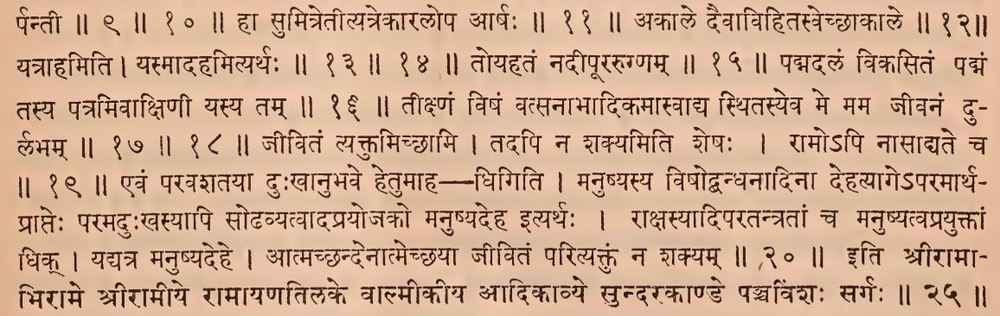 र्पन्ती ॥ ९ ॥ १० ॥ हा सुमित्रेतीत्यत्रेकारलोप आर्षः ॥ ११ ॥ अकाले दैवाविहितस्वेच्छाकाले ॥ १२॥
यत्राहमिति । यस्मादहमित्यर्थः ॥ १३ ॥ १४ ॥ तोयहतं नदीपूररुग्णम् ॥ १५ ॥ पद्मदलं विकसितं पद्मं
तस्य पत्रमिवाक्षिणी यस्य तम् ॥ १६ ॥ तीक्ष्णं विषं वत्सनाभादिकमास्वाद्य स्थितस्येव मे मम जीवनं दु-
र्लभम् ॥ १७ ॥ १८ ॥ जीवितं त्यक्तुमिच्छामि । तदपि न शक्यमिति शेषः । रामोऽपि नासाद्यते च
॥ १९ ॥ एवं परवशतया दुःखानुभवे हेतुमाह—धिगिति । मनुष्यस्य विषोद्बन्धनादिना देहत्यागेऽपरमार्थ-
प्राप्तेः परमदुःखस्यापि सोढव्यत्वादप्रयोजको मनुष्यदेह इत्यर्थः । राक्षस्यादिपरतन्त्रतां च मनुष्यत्वप्रयुक्तां
धिक् । यद्यत्र मनुष्यदेहे । आत्मच्छन्देनात्मेच्छया जीवितं परित्यक्तुं न शक्यम् ॥ २० ॥ इति श्रीरामा-
भिरामे श्रीरामीये रामायणतिलके वाल्मीकीय आदिकाव्ये सुन्दरकाण्डे पञ्चविंशः सर्गः ॥ २५ ॥